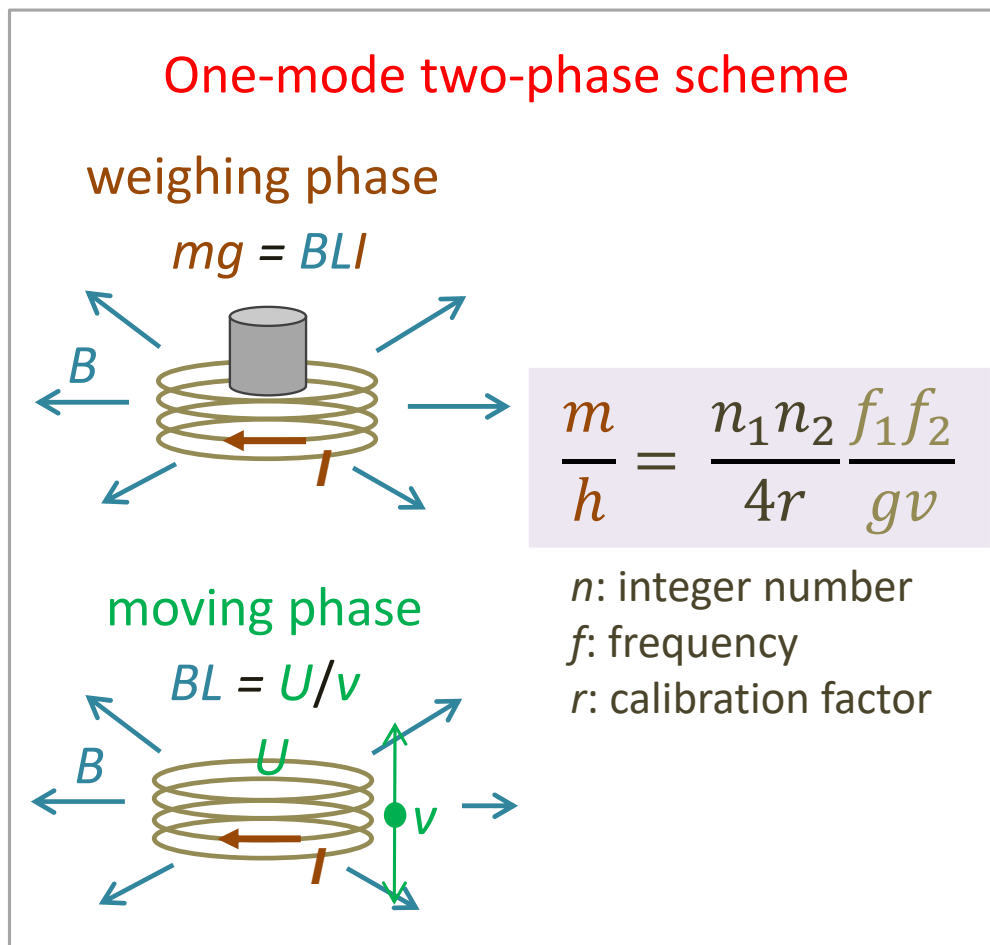 One-mode two-phase scheme
weighing phase
mg = BLI
B
I
m/h = n₁n₂/4r f₁f₂/gv
n: integer number
f: frequency
r: calibration factor
moving phase
BL = U/v
U
B
v
I